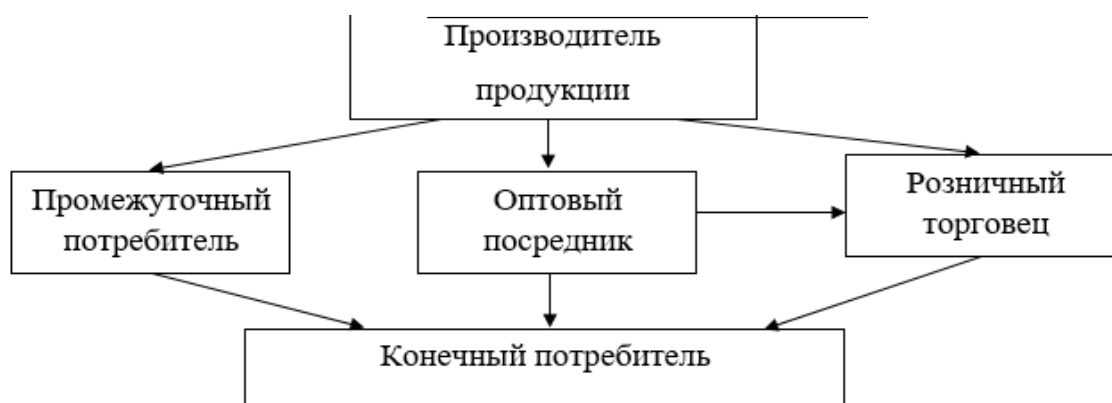 Производитель
продукции
Промежуточный
потребитель
Оптовый
посредник
Розничный
торговец
Конечный потребитель